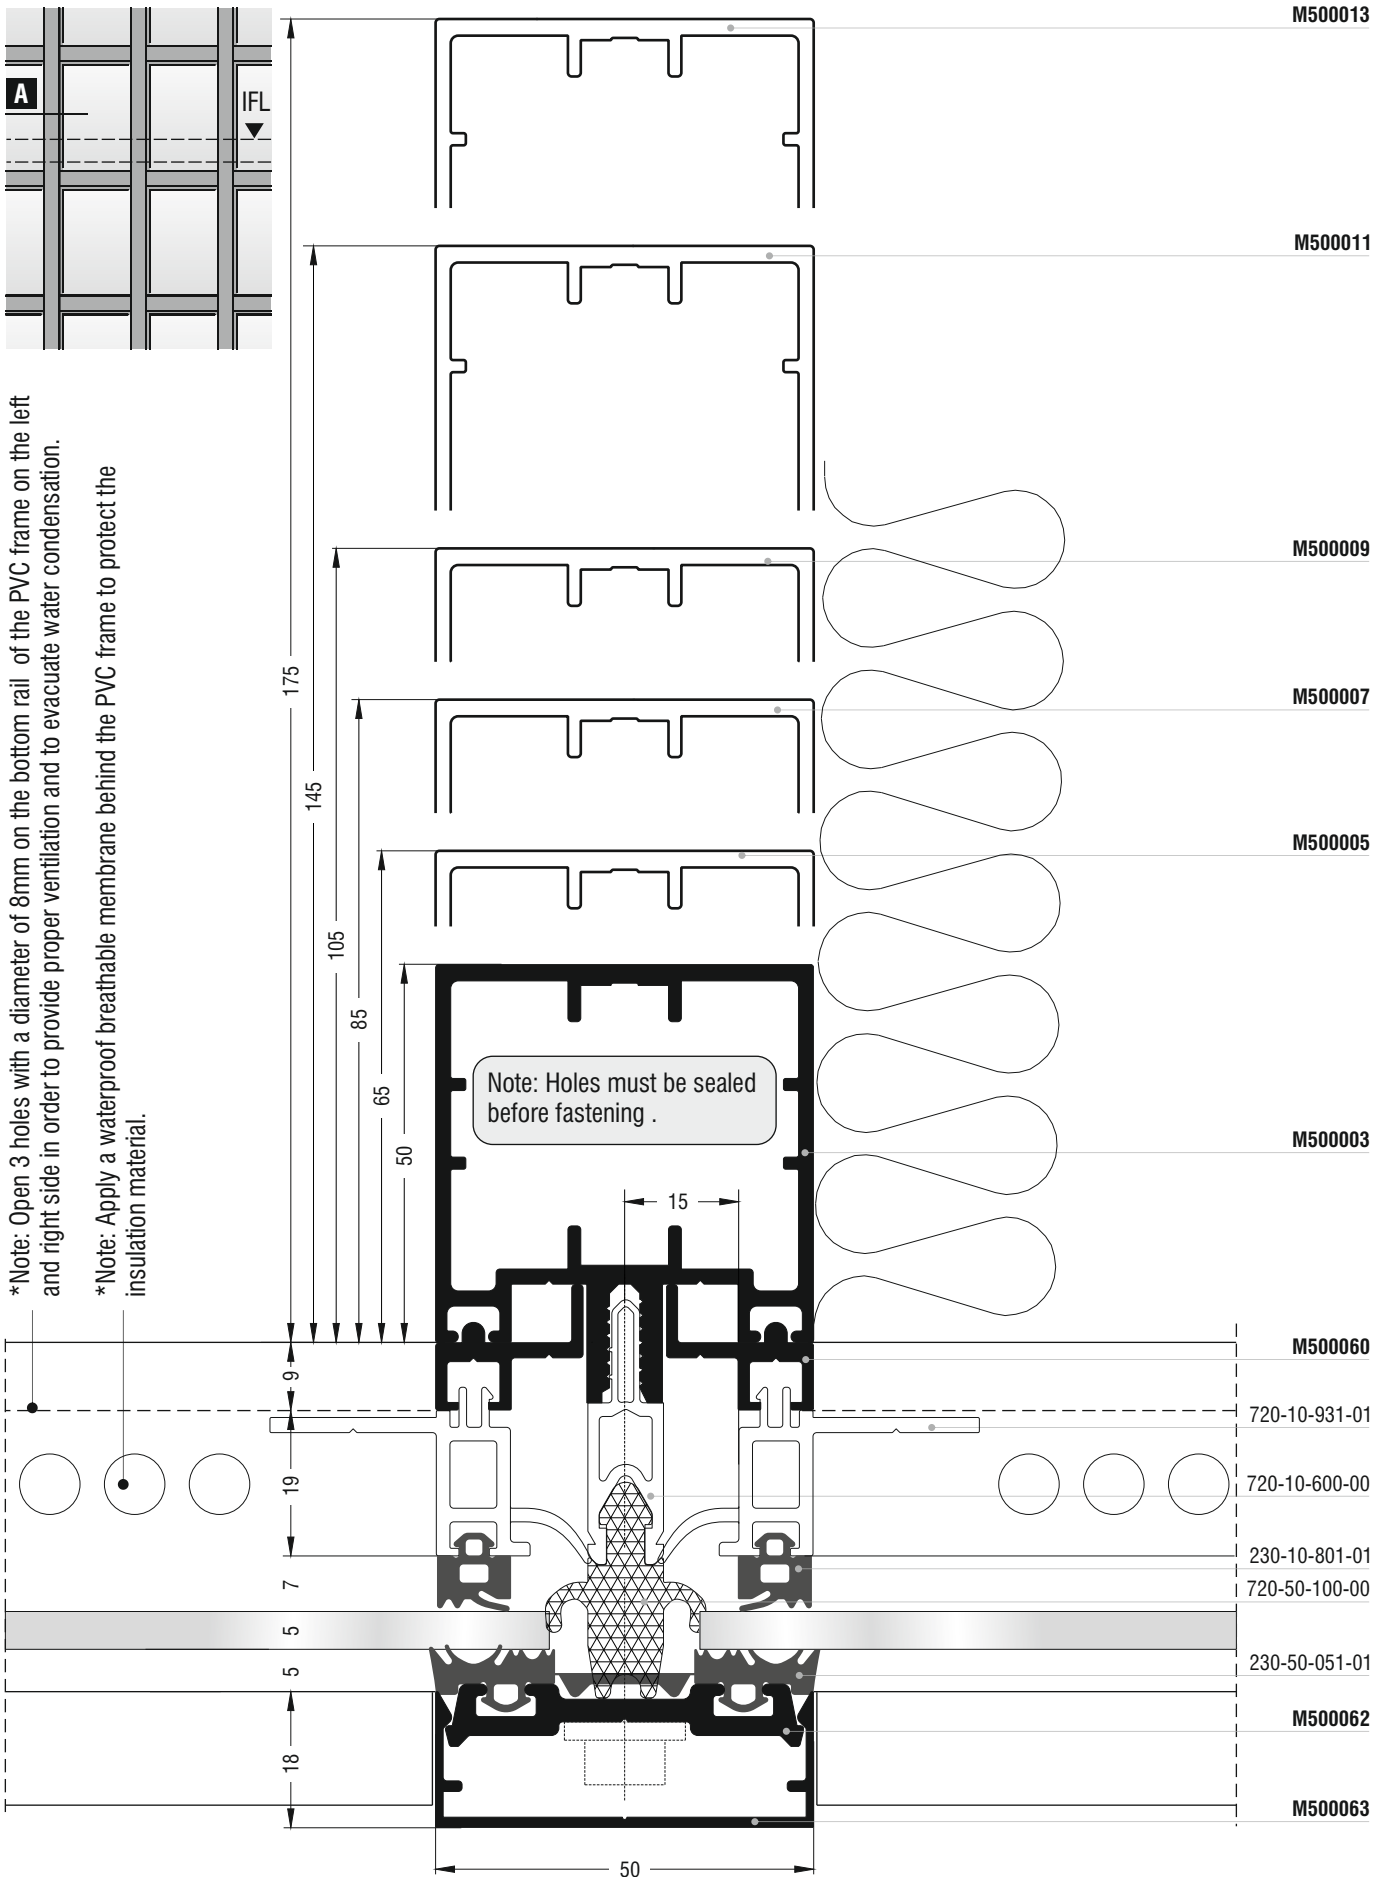 M500013
A
IFL
M500011
*Note: Open 3 holes with a diameter of 8mm on the bottom rail of the PVC frame on the left
and right side in order to provide proper ventilation and to evacuate water condensation.
*Note: Apply a waterproof breathable membrane behind the PVC frame to protect the
insulation material.
M500009
175
M500007
145
M500005
105
85
65
50
Note: Holes must be sealed
before fastening .
M500003
15
M500060
9
720-10-931-01
19
720-10-600-00
230-10-801-01
7
720-50-100-00
5
5
230-50-051-01
M500062
18
M500063
50